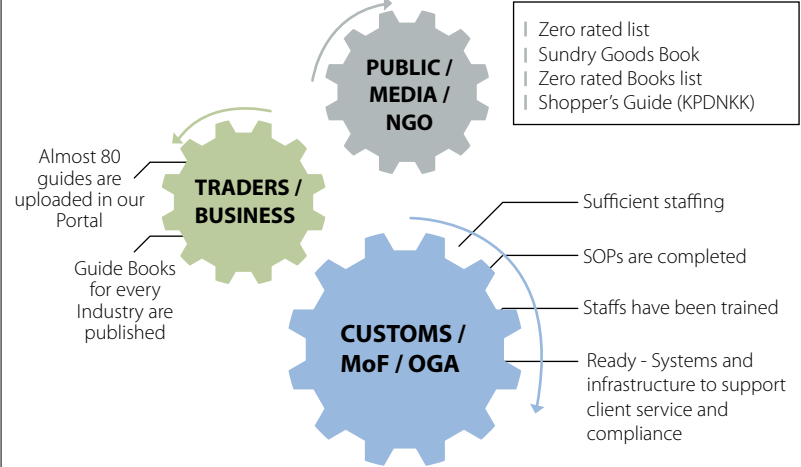 PUBLIC /
MEDIA /
NGO
Zero rated list
Sundry Goods Book
Zero rated Books list
Shopper's Guide (KPDNKK)
TRADERS /
BUSINESS
Almost 80
guides are
uploaded in our
Portal
Guide Books
for every
Industry are
published
CUSTOMS /
MoF / OGA
Sufficient staffing
SOPs are completed
Staffs have been trained
Ready - Systems and
infrastructure to support
client service and
compliance